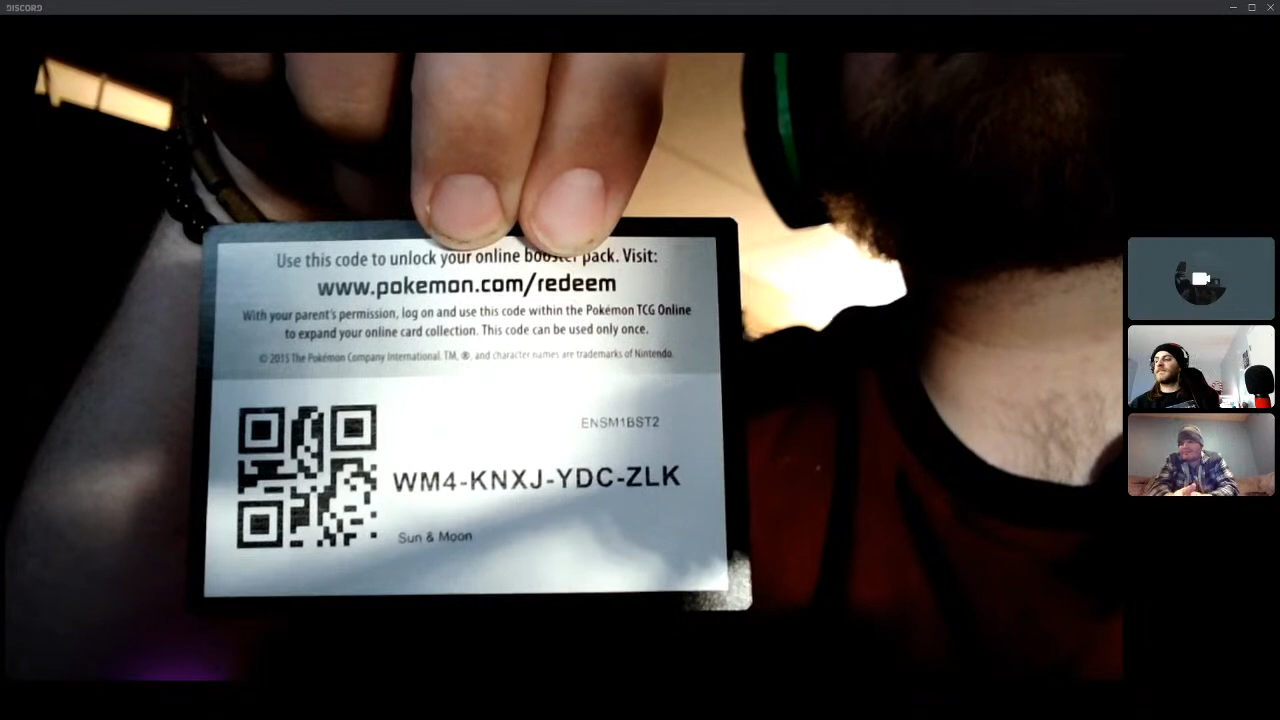 DISCORD
Use this code to unlock your online booster pack. Visit:
www.pokemon.com/redeem
With your parent's permission, log on and use this code within the Pokémon TCG Online
to expand your online card collection. This code can be used only once.
© 2015 The Pokémon Company International. TM, ®, and character names are trademarks of Nintendo.
ENSM1BST2
WM4-KNXJ-YDC-ZLK
Sun & Moon